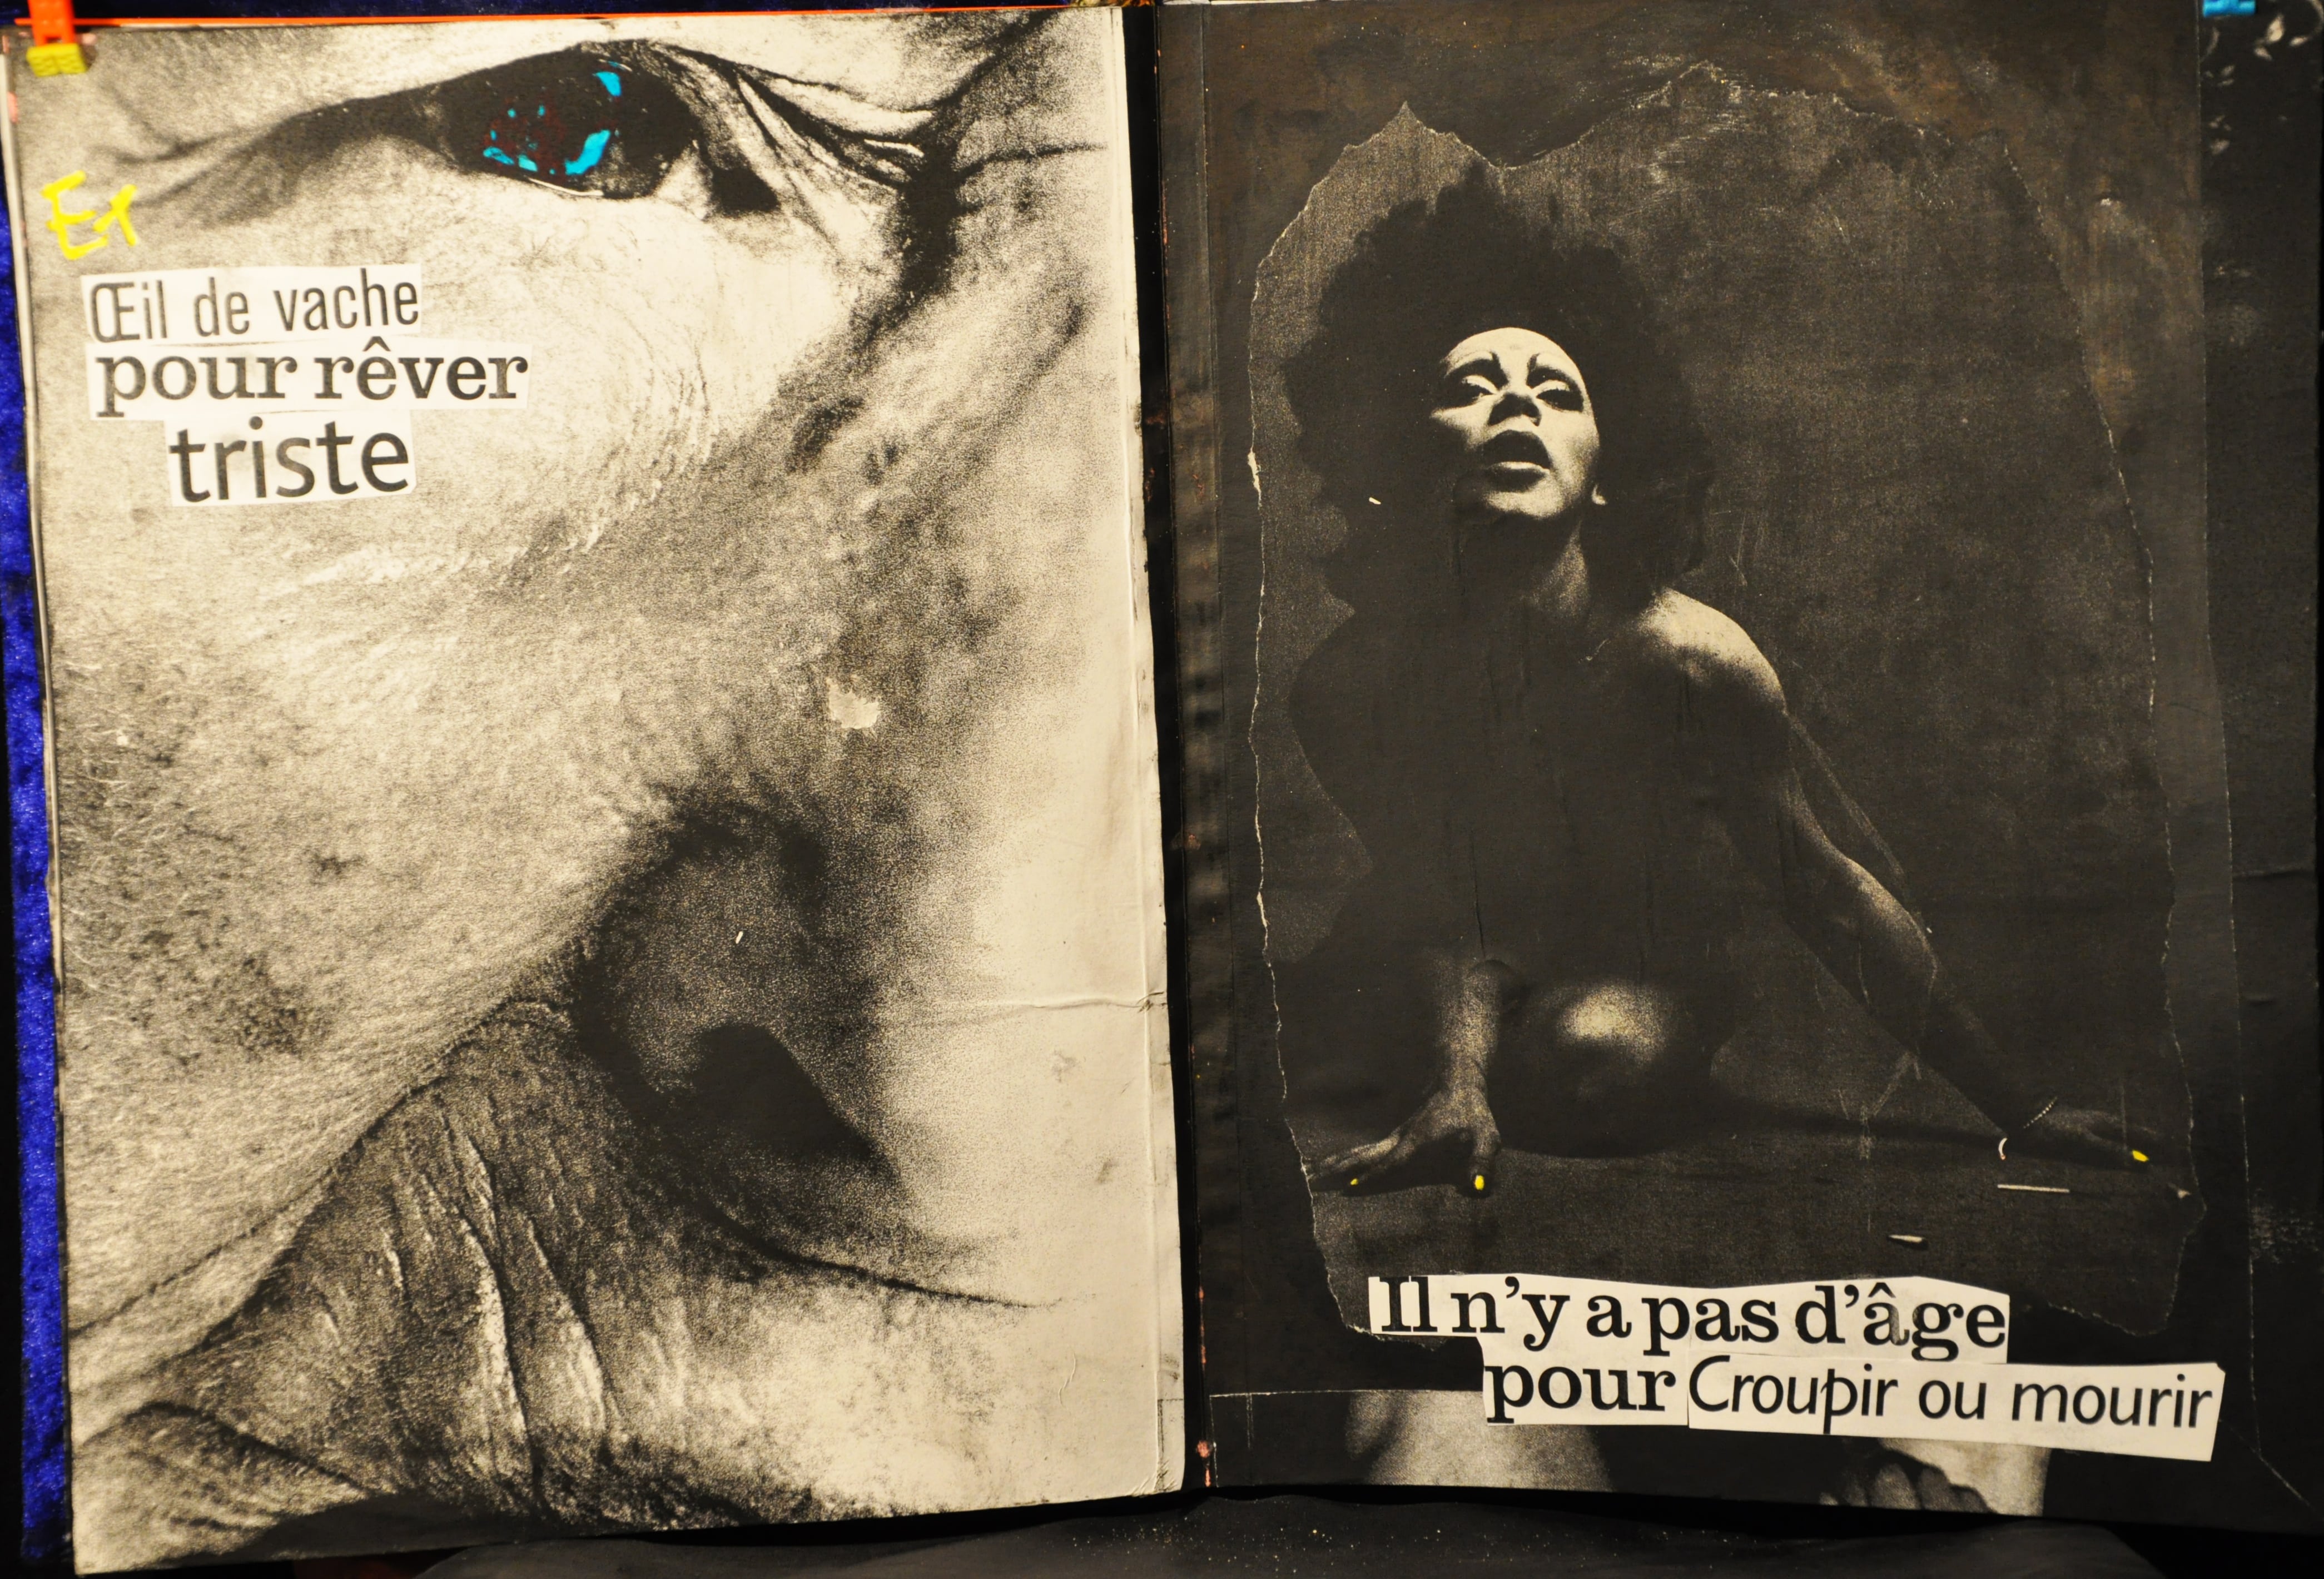 Et
Œil de vache
pour rêver
triste
Il n'y a pas d'âge
pour Croupir ou mourir